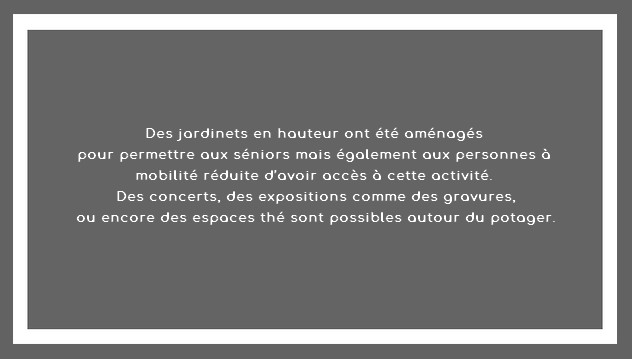 Des jardinets en hauteur ont été aménagés
pour permettre aux séniors mais également aux personnes à
mobilité réduite d'avoir accès à cette activité.
Des concerts, des expositions comme des gravures,
ou encore des espaces thé sont possibles autour du potager.